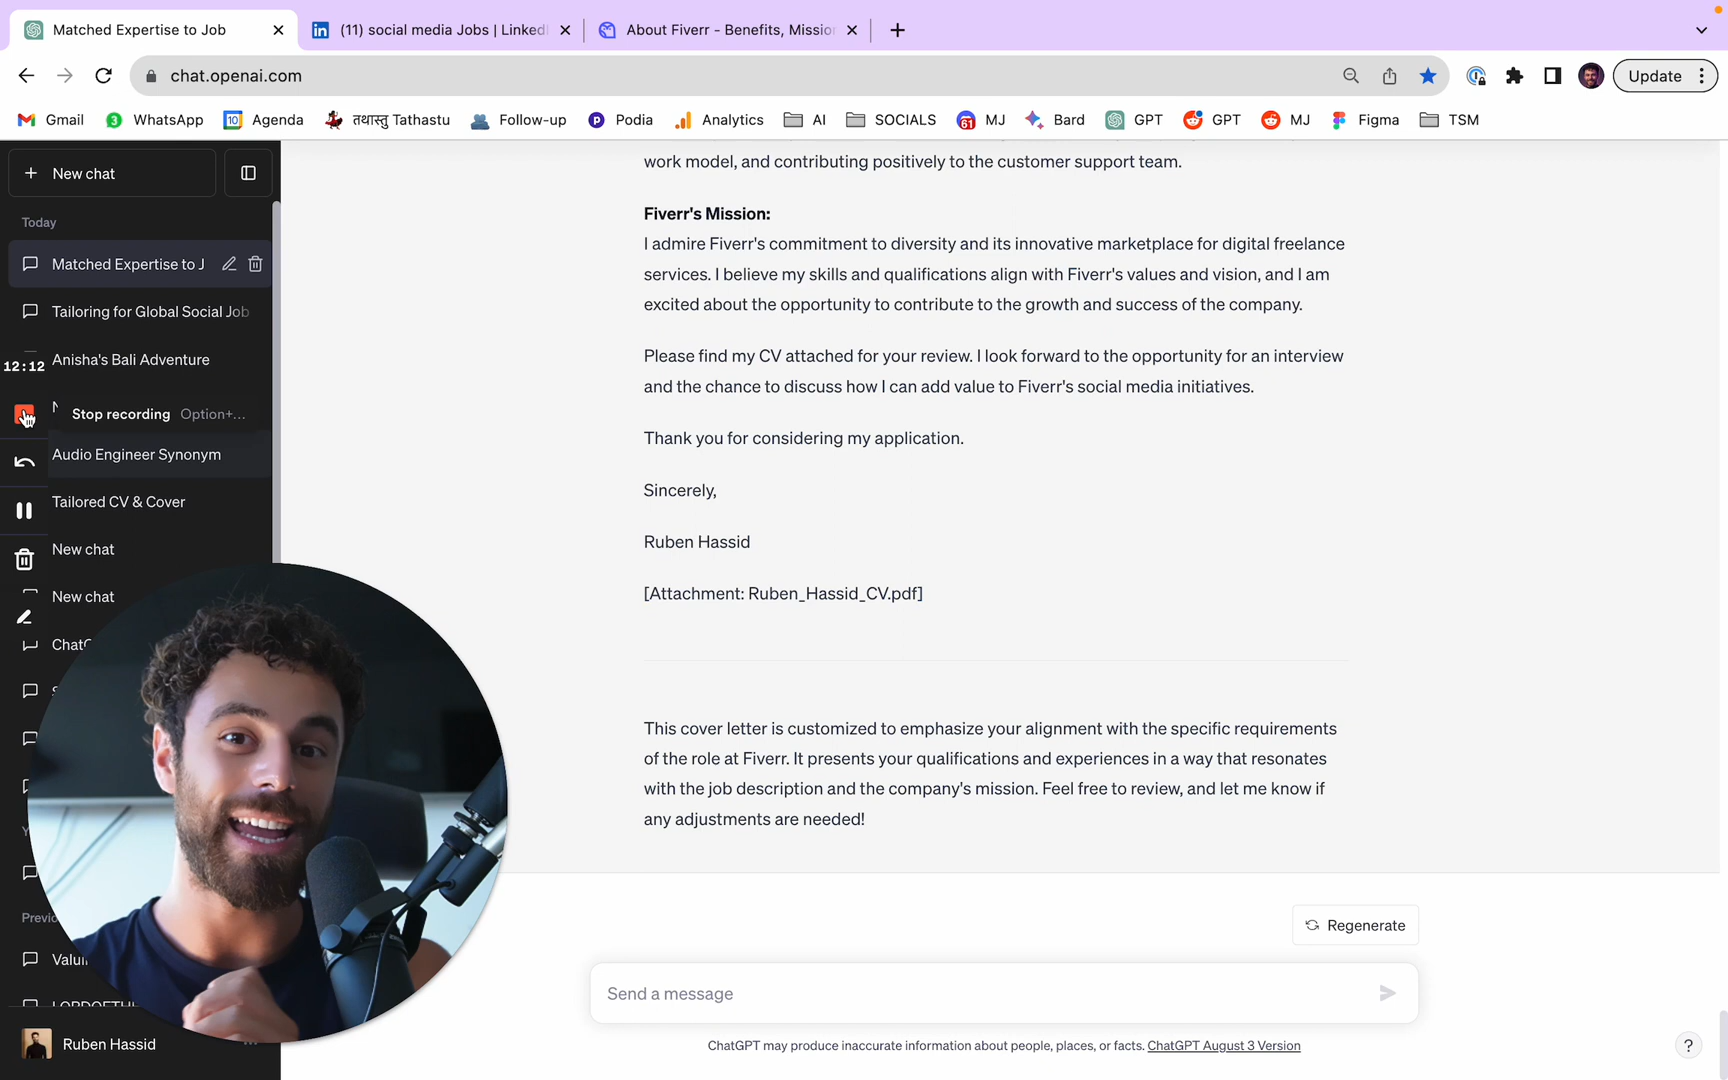 Matched Expertise to Job
(11) social media Jobs | LinkedI
About Fiverr - Benefits, Mission
chat.openai.com
Update
Gmail
3
WhatsApp
10
Agenda
तथास्तु Tathastu
Follow-up
Podia
Analytics
AI
SOCIALS
61
MJ
Bard
GPT
GPT
MJ
Figma
TSM
New chat
Today
Matched Expertise to J
Tailoring for Global Social Job
12:12
Anisha's Bali Adventure
Stop recording Option+...
Audio Engineer Synonym
Tailored CV & Cover
New chat
New chat
Ruben Hassid
work model, and contributing positively to the customer support team.
Fiverr's Mission:
I admire Fiverr's commitment to diversity and its innovative marketplace for digital freelance
services. I believe my skills and qualifications align with Fiverr's values and vision, and I am
excited about the opportunity to contribute to the growth and success of the company.
Please find my CV attached for your review. I look forward to the opportunity for an interview
and the chance to discuss how I can add value to Fiverr's social media initiatives.
Thank you for considering my application.
Sincerely,
Ruben Hassid
[Attachment: Ruben_Hassid_CV.pdf]
This cover letter is customized to emphasize your alignment with the specific requirements
of the role at Fiverr. It presents your qualifications and experiences in a way that resonates
with the job description and the company's mission. Feel free to review, and let me know if
any adjustments are needed!
Regenerate
Send a message
ChatGPT may produce inaccurate information about people, places, or facts. ChatGPT August 3 Version
?